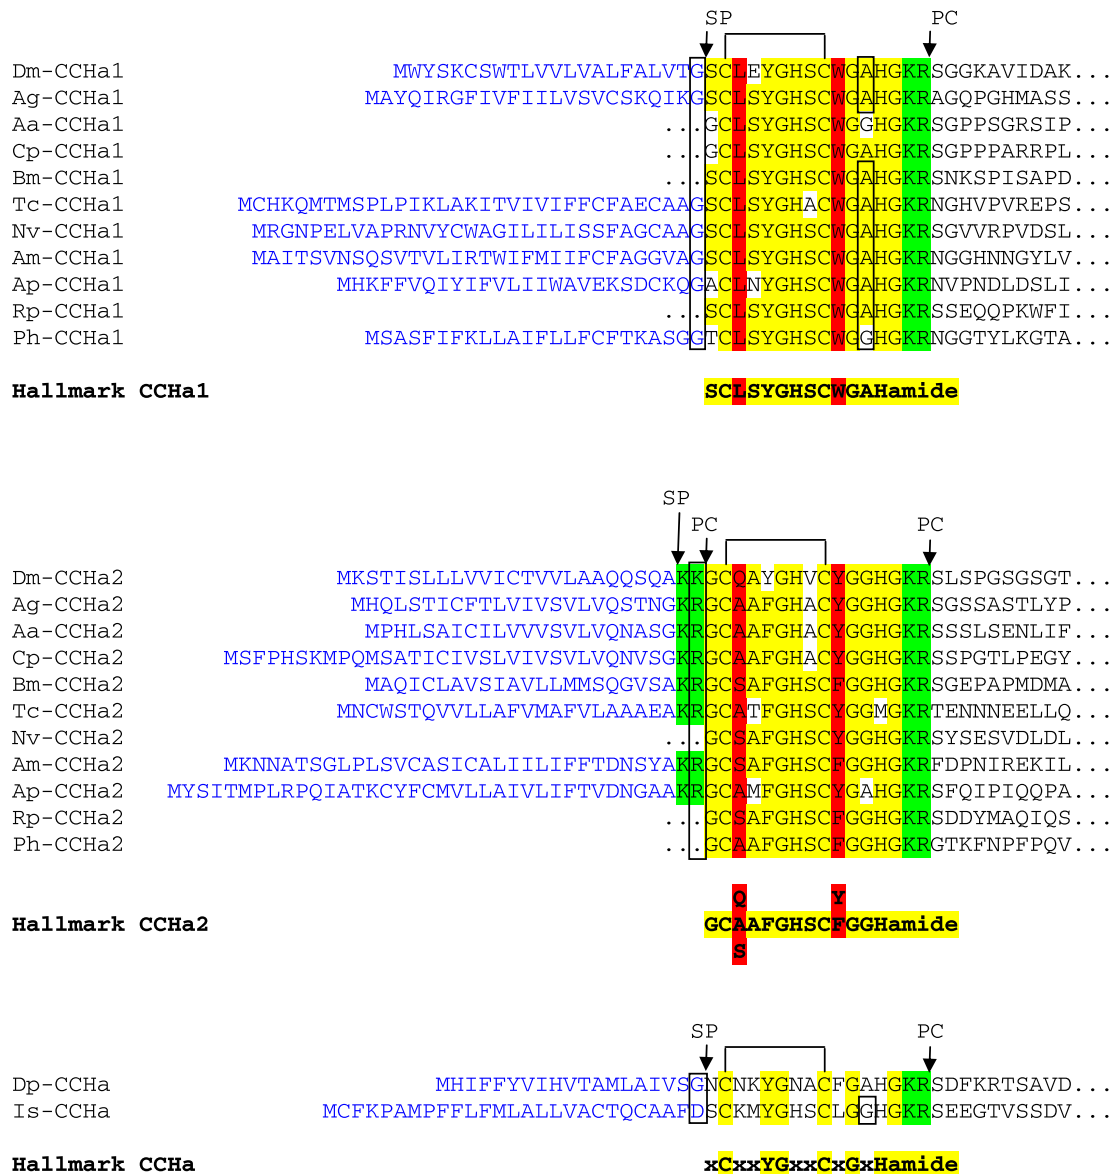 SP PC
Dm-CCHa1 MWYSKCSWTLVVLVALFALVTGSCLEYGHSCWGAHGKRSGGKAVIDAK...
Ag-CCHa1 MAYQIRGFIVFIILVSVCSKQIKGSCLSYGHSCWGAHGKRAGQPGHMASS...
Aa-CCHa1 ...GCLSYGHSCWGGHGKRSGPPSGRSIP...
Cp-CCHa1 ...GCLSYGHSCWGAHGKRSGPPPARRPL...
Bm-CCHa1 ...SCLSYGHSCWGAHGKRSNKSPISAPD...
Tc-CCHa1 MCHKQMTMSPLPIKLAKITVIVIFFCFAECAAGSCLSYGHACWGAHGKRNGHVPVREPS...
Nv-CCHa1 MRGNPELVAPRNVYCWAGILILISSFAGCAAGSCLSYGHSCWGAHGKRSGVVRPVDSL...
Am-CCHa1 MAITSVNSQSVTVLIRTWIFMIIFCFAGGVAGSCLSYGHSCWGAHGKRNGGHNNGYLV...
Ap-CCHa1 MHKFFVQIYIFVLIIWAVEKSDCKQGACLNYGHSCWGAHGKRNVPNDLDSLI...
Rp-CCHa1 ...SCLSYGHSCWGAHGKRSSEQQPKWFI...
Ph-CCHa1 MSASFIFKLLAIFLLFCFTKASGGTCLSYGHSCWGGHGKRNGGTYLKGTA...
Hallmark CCHa1 SCLSYGHSCWGAHamide
SP
PC PC
Dm-CCHa2 MKSTISLLLVVICTVVLAAQQSQAKKGCQAYGHVCYGGHGKRSLSPGSGSGT...
Ag-CCHa2 MHQLSTICFTLVIVSVLVQSTNGKRGCAAFGHACYGGHGKRSGSSASTLYP...
Aa-CCHa2 MPHLSAICILVVVSVLVQNASGKRGCAAFGHACYGGHGKRSSSLSENLIF...
Cp-CCHa2 MSFPHSKMPQMSATICIVSLVIVSVLVQNVSGKRGCAAFGHACYGGHGKRSSPGTLPEGY...
Bm-CCHa2 MAQICLAVSIAVLLMMSQGVSAKRGCSAFGHSCFGGHGKRSGEPAPMDMA...
Tc-CCHa2 MNCWSTQVVLLAFVMAFVLAAAEAKRGCATFGHSCYGGMGKRTENNNEELLQ...
Nv-CCHa2 ...GCSAFGHSCYGGHGKRSYSESVDLDL...
Am-CCHa2 MKNNATSGLPLSVCASICALIILIFFTDNSYAKRGCSAFGHSCFGGHGKRFDPNIREKIL...
Ap-CCHa2 MYSITMPLRPQIATKCYFCMVLLAIVLIFTVDNGAAKRGCAMFGHSCYGAHGKRSFQIPIQQPA...
Rp-CCHa2 ...GCSAFGHSCFGGHGKRSDDYMAQIQS...
Ph-CCHa2 ...GCAAFGHSCFGGHGKRGTKFNPFPQV...
Q Y
Hallmark CCHa2 GCAAFGHSCFGGHamide
S
SP PC
Dp-CCHa MHIFFYVIHVTAMLAIVSGNCNKYGNACFGAHGKRSDFKRTSAVD...
Is-CCHa MCFKPAMPFFLFMLALLVACTQCAAFDSCKMYGHSCLGGHGKRSEEGTVSSDV...
Hallmark CCHa xCxxYGxxCxGxHamide